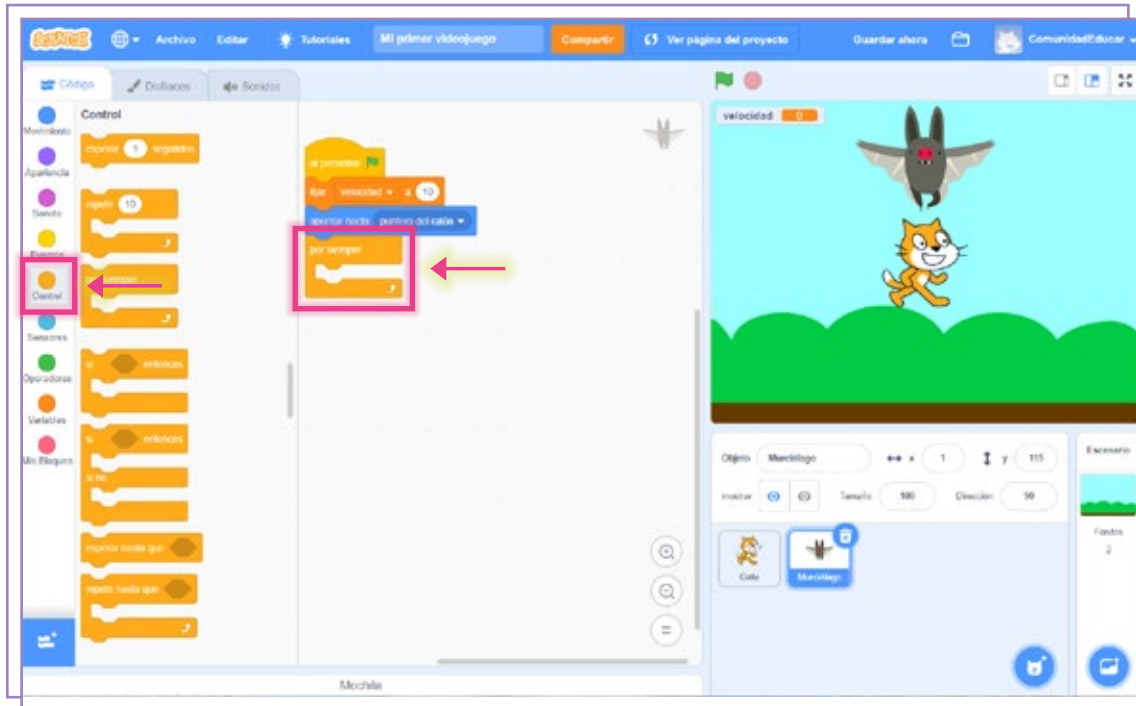 SCRATCH
Archivo
Editar
Tutoriales
Mi primer videojuego
Compartir
Ver página del proyecto
Guardar ahora
ComunidadEducar
Código
Disfraces
Sonidos
Movimiento
Apariencia
Sonido
Eventos
Control
Sensores
Operadores
Variables
Mis Bloques
Control
esperar 1 segundos
repetir 10
por siempre
si entonces
si entonces
si no
esperar hasta que
repetir hasta que
al presionar
fijar velocidad a 10
apuntar hacia puntero del ratón
por siempre
velocidad 0
Objeto Murciélago x 1 y 115
mostrar Tamaño 100 Dirección 90
Gato
Murciélago
Escenario
Fondos
2
Mochila